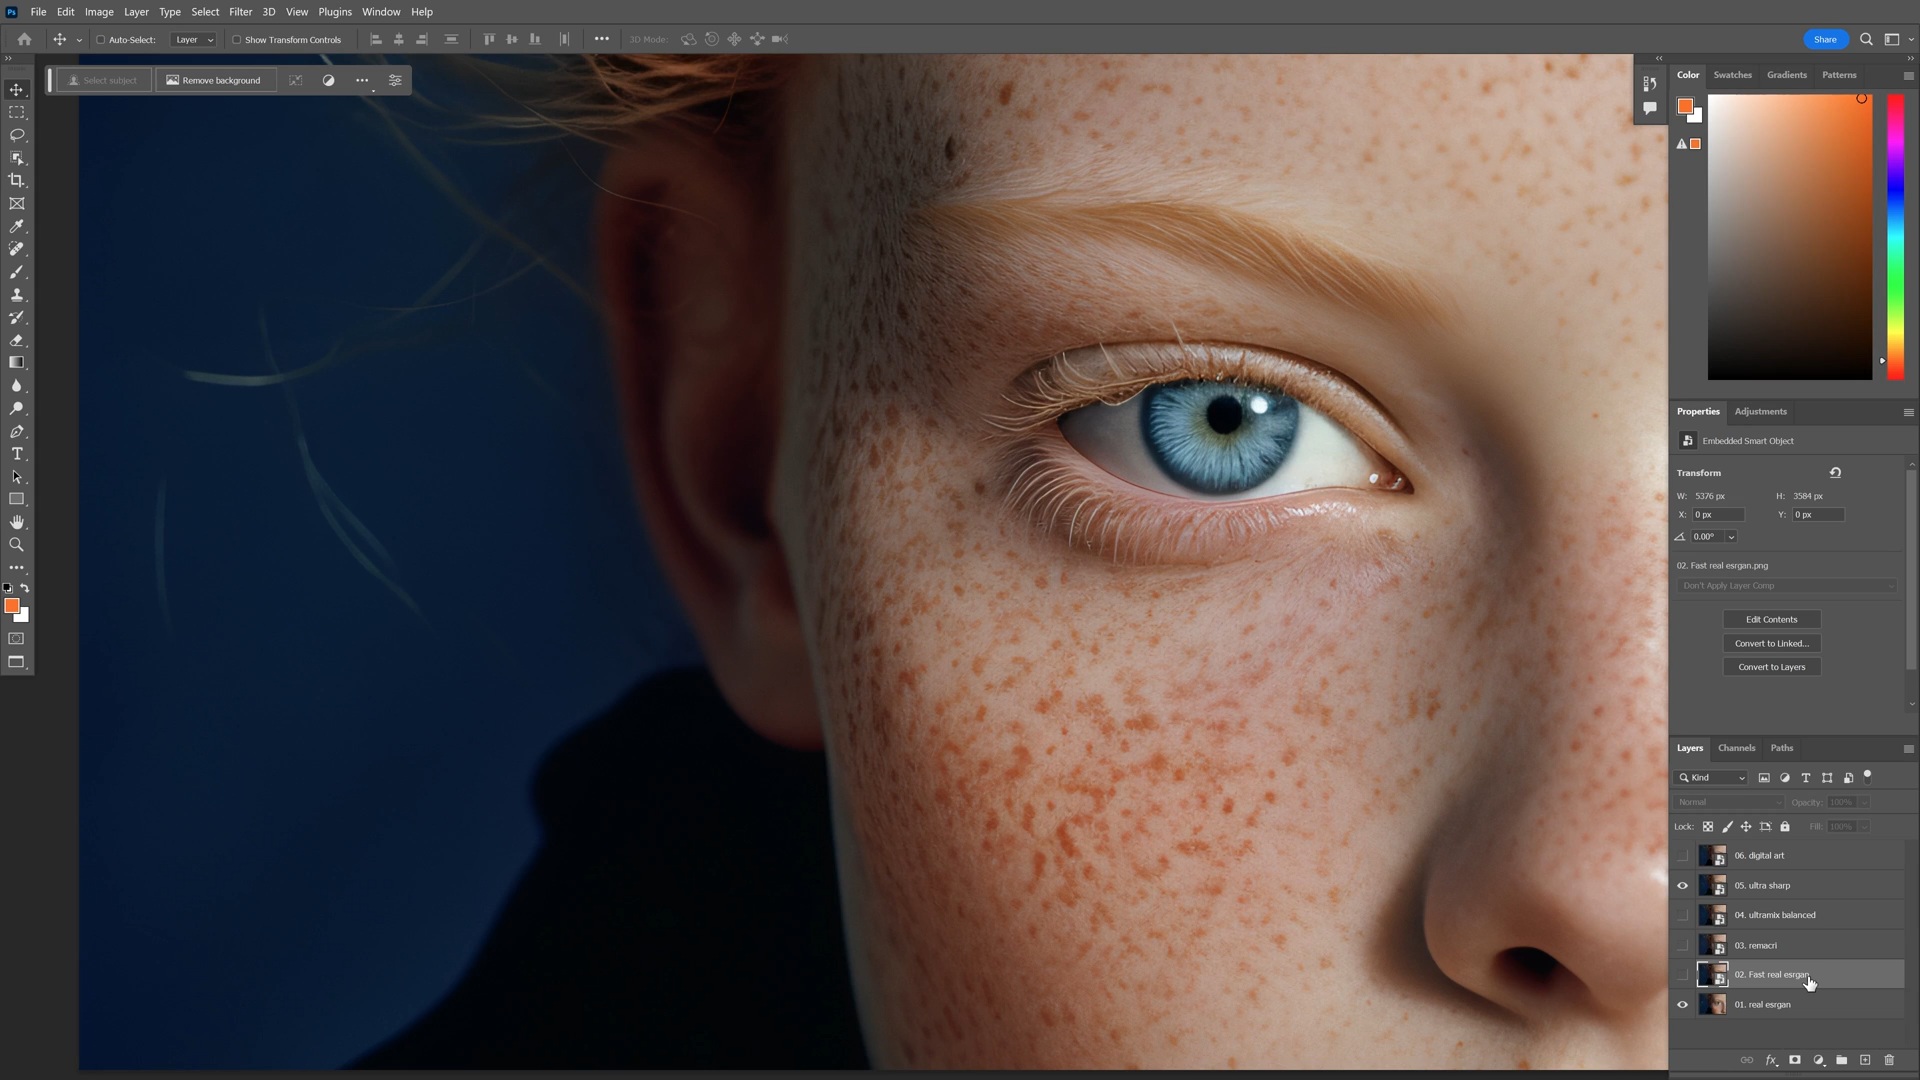 Ps File Edit Image Layer Type Select Filter 3D View Plugins Window Help
Auto-Select: Layer Show Transform Controls 3D Mode: Share
Select subject Remove background
Color Swatches Gradients Patterns
Properties Adjustments
Embedded Smart Object
Transform
W: 5376 px H: 3584 px
X: 0 px Y: 0 px
0.00°
02. Fast real esrgan.png
Don't Apply Layer Comp
Edit Contents
Convert to Linked...
Convert to Layers
Layers Channels Paths
Kind T
Normal Opacity: 100%
Lock: Fill: 100%
06. digital art
05. ultra sharp
04. ultramix balanced
03. remacri
02. Fast real esrgan
01. real esrgan
fx